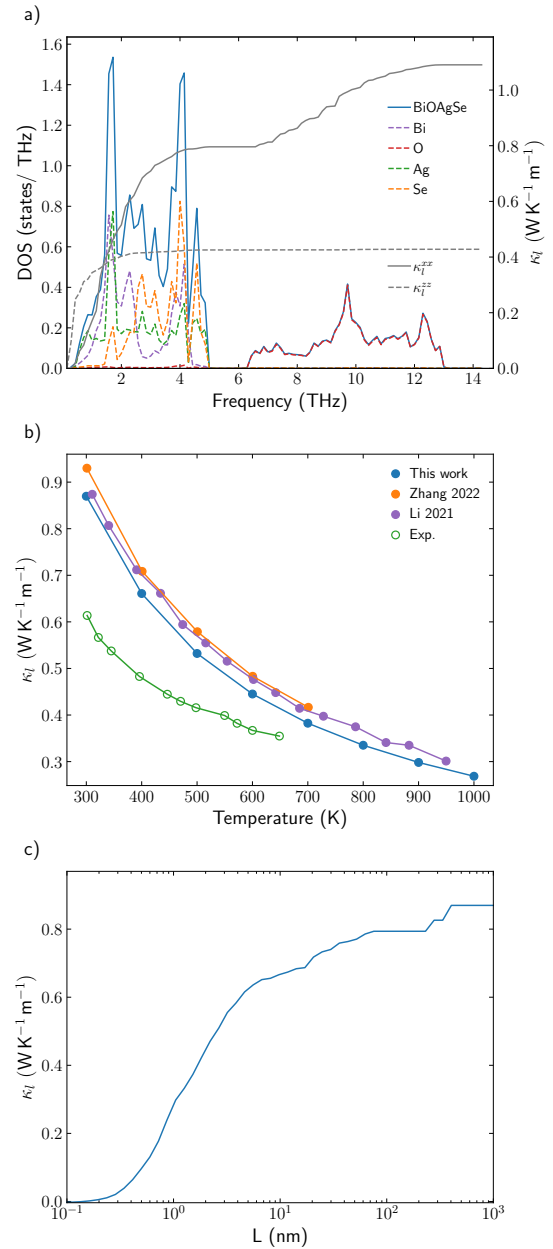 a)
1.6
1.4
1.2
1.0
0.8
0.6
0.4
0.2
0.0
DOS (states/ THz)
BiOAgSe
Bi
O
Ag
Se
κ_l^{xx}
κ_l^{zz}
1.0
0.8
0.6
0.4
0.2
0.0
κ_l (W K⁻¹ m⁻¹)
2 4 6 8 10 12 14
Frequency (THz)
b)
0.9
0.8
0.7
0.6
0.5
0.4
0.3
κ_l (W K⁻¹ m⁻¹)
This work
Zhang 2022
Li 2021
Exp.
300 400 500 600 700 800 900 1000
Temperature (K)
c)
0.8
0.6
0.4
0.2
0.0
κ_l (W K⁻¹ m⁻¹)
10⁻¹ 10⁰ 10¹ 10² 10³
L (nm)